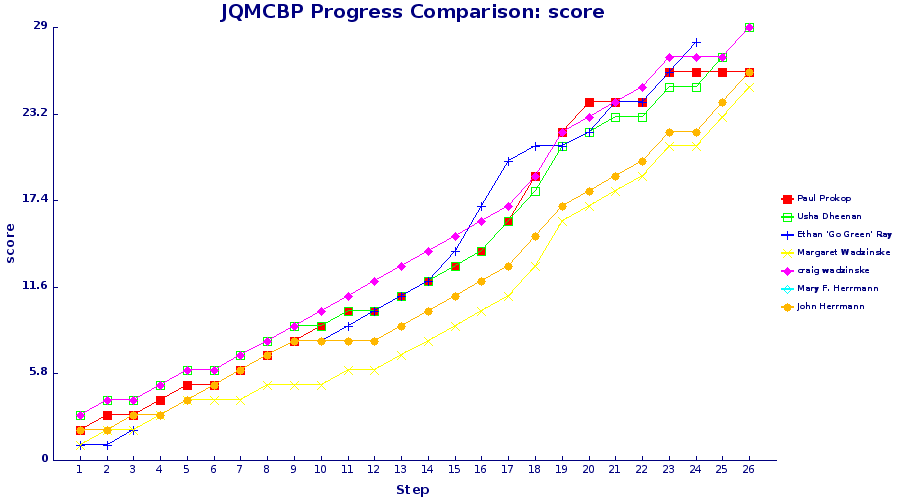 JQMCBP Progress Comparison: score
29
23.2
17.4
11.6
5.8
0
score
1 2 3 4 5 6 7 8 9 10 11 12 13 14 15 16 17 18 19 20 21 22 23 24 25 26
Step
Paul Prokop
Usha Dheenan
Ethan 'Go Green' Ray
Margaret Wadzinske
craig wadzinske
Mary F. Herrmann
John Herrmann